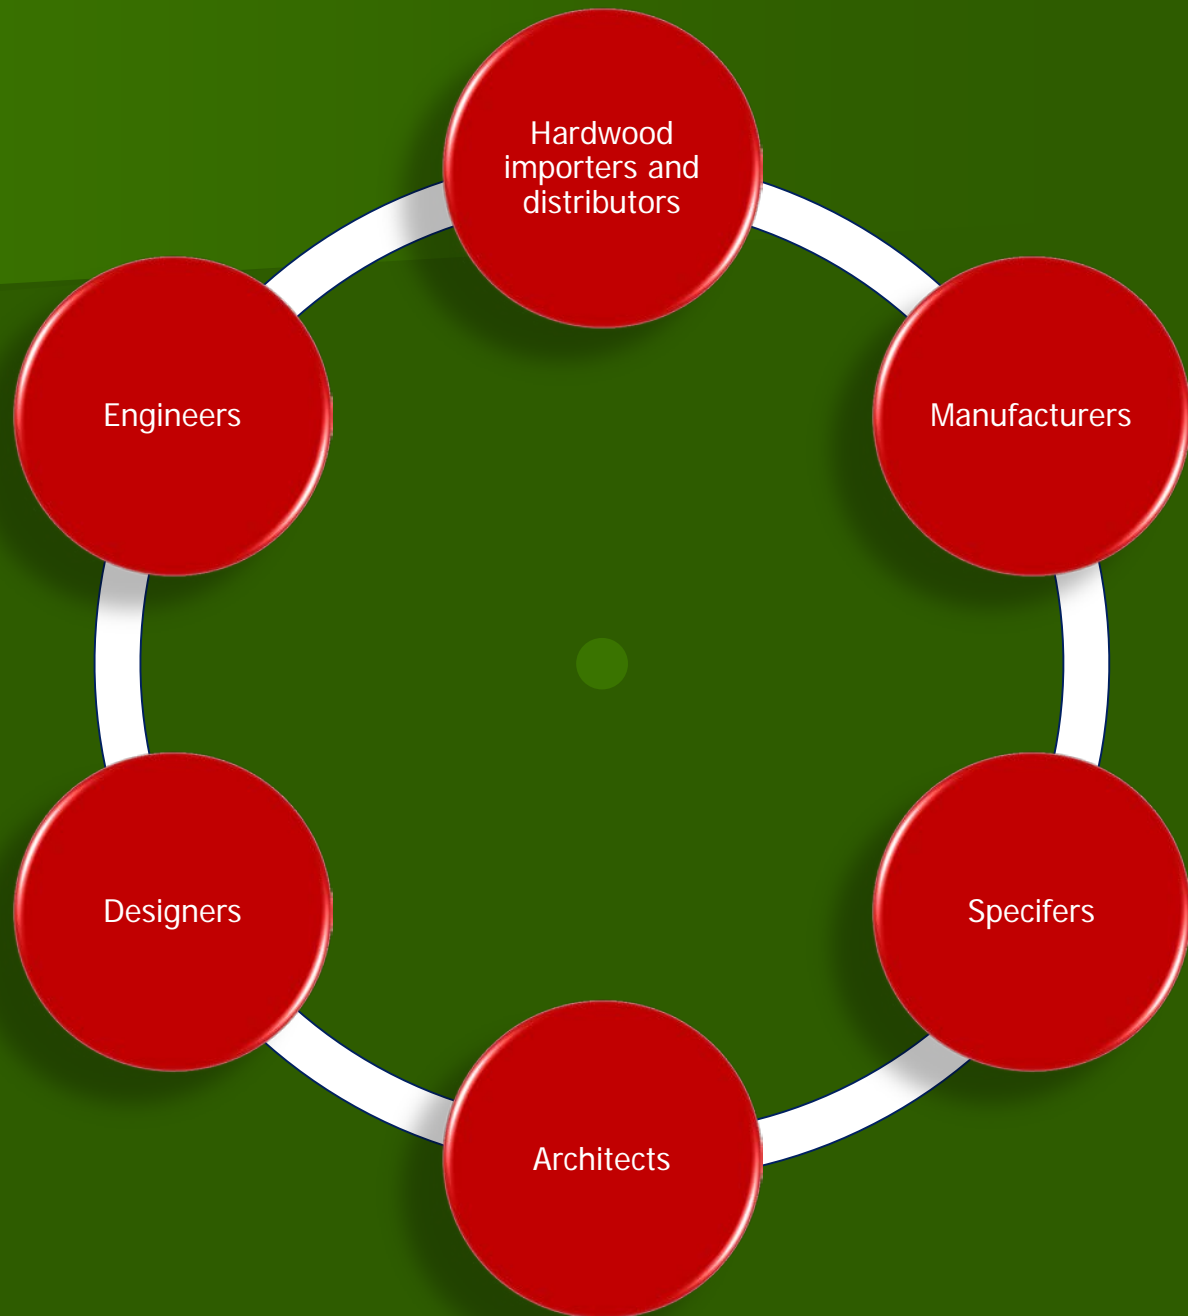 Hardwood
importers and
distributors
Manufacturers
Specifers
Architects
Designers
Engineers